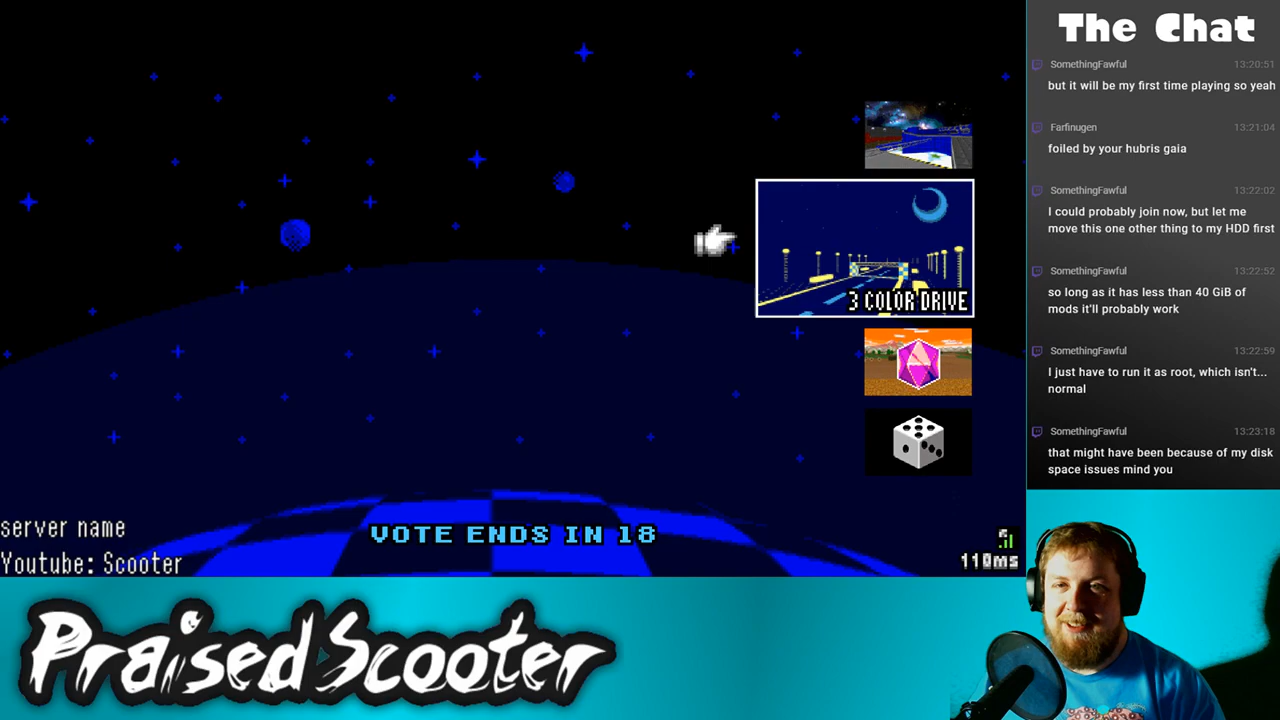 3 COLOR DRIVE
VOTE ENDS IN 18
server name
Youtube: Scooter
110ms
The Chat
SomethingFawful 13:20:51
but it will be my first time playing so yeah
Farfinugen 13:21:04
foiled by your hubris gaia
SomethingFawful 13:22:02
I could probably join now, but let me
move this one other thing to my HDD first
SomethingFawful 13:22:52
so long as it has less than 40 GiB of
mods it'll probably work
SomethingFawful 13:22:59
I just have to run it as root, which isn't...
normal
SomethingFawful 13:23:18
that might have been because of my disk
space issues mind you
PraisedScooter